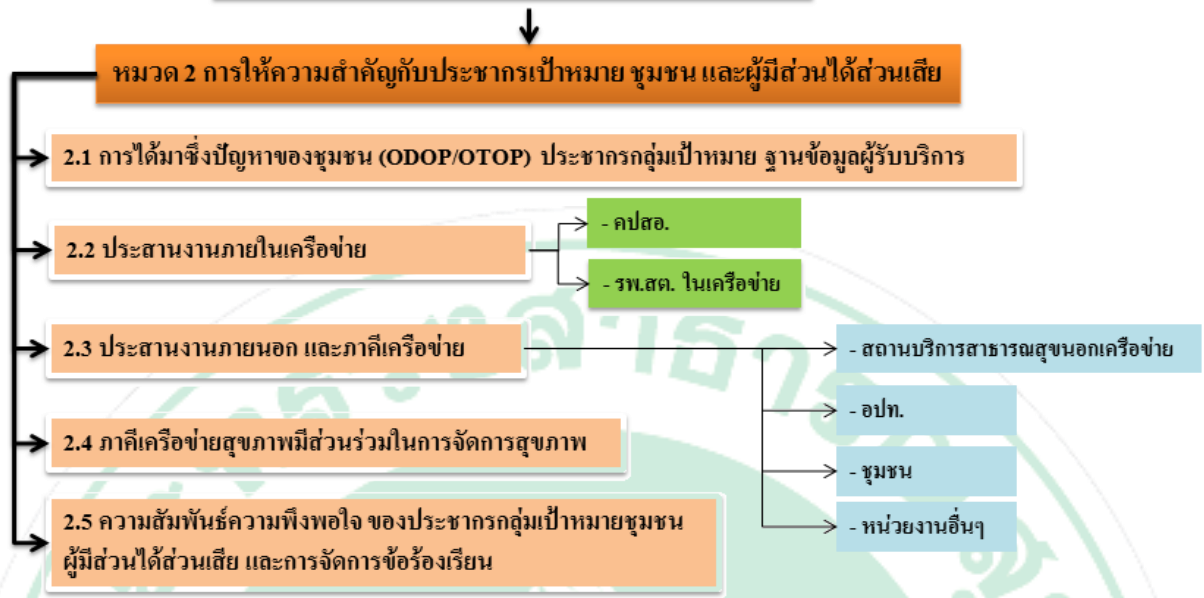 หมวด 2 การให้ความสำคัญกับประชากรเป้าหมาย ชุมชน และผู้มีส่วนได้ส่วนเสีย
2.1 การได้มาซึ่งปัญหาของชุมชน (ODOP/OTOP) ประชากรกลุ่มเป้าหมาย ฐานข้อมูลผู้รับบริการ
2.2 ประสานงานภายในเครือข่าย
- คปสอ.
- รพ.สต. ในเครือข่าย
2.3 ประสานงานภายนอก และภาคีเครือข่าย
- สถานบริการสาธารณสุขนอกเครือข่าย
- อปท.
- ชุมชน
- หน่วยงานอื่นๆ
2.4 ภาคีเครือข่ายสุขภาพมีส่วนร่วมในการจัดการสุขภาพ
2.5 ความสัมพันธ์ความพึงพอใจ ของประชากรกลุ่มเป้าหมายชุมชน
ผู้มีส่วนได้ส่วนเสีย และการจัดการข้อร้องเรียน